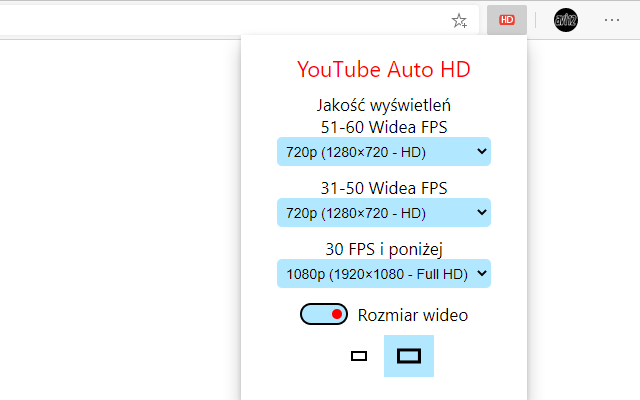 HD
YouTube Auto HD
Jakość wyświetleń
51-60 Widea FPS
720p (1280×720 - HD)
31-50 Widea FPS
720p (1280×720 - HD)
30 FPS i poniżej
1080p (1920×1080 - Full HD)
Rozmiar wideo